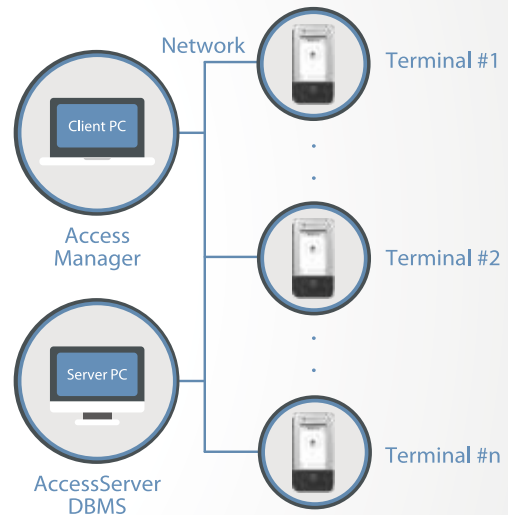 Network
Terminal #1
Client PC
Access
Manager
Terminal #2
Server PC
AccessServer
DBMS
Terminal #n